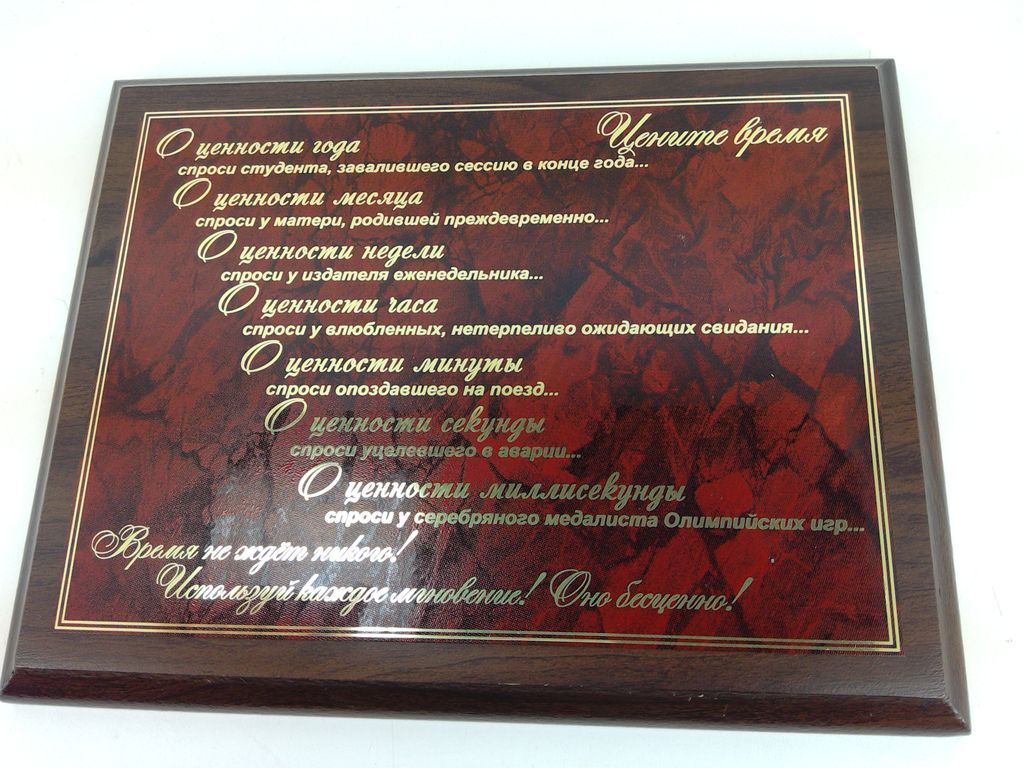 Цените время
О ценности года
спроси студента, завалившего сессию в конце года...
О ценности месяца
спроси у матери, родившей преждевременно...
О ценности недели
спроси у издателя еженедельника...
О ценности часа
спроси у влюбленных, нетерпеливо ожидающих свидания...
О ценности минуты
спроси опоздавшего на поезд...
О ценности секунды
спроси уцелевшего в аварии...
О ценности миллисекунды
спроси у серебряного медалиста Олимпийских игр...
Время не ждёт никого!
Используй каждое мгновение! Оно бесценно!